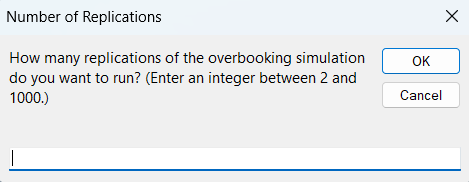 Number of Replications
How many replications of the overbooking simulation
do you want to run? (Enter an integer between 2 and
1000.)
OK
Cancel